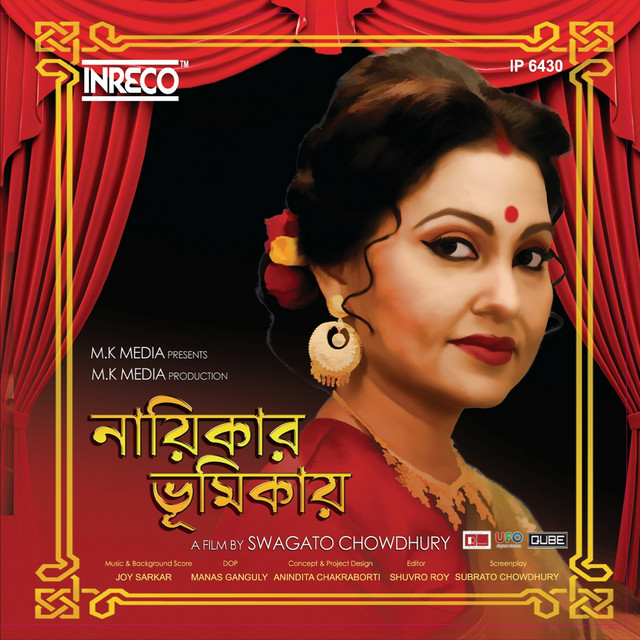 INRECO™
IP 6430
M.K MEDIA PRESENTS
M.K MEDIA PRODUCTION
নায়িকার
ভূমিকায়
A FILM BY SWAGATO CHOWDHURY
UFO
QUBE
Music & Background Score
JOY SARKAR
DOP
MANAS GANGULY
Concept & Project Design
ANINDITA CHAKRABORTI
Editor
SHUVRO ROY
Screenplay
SUBRATO CHOWDHURY